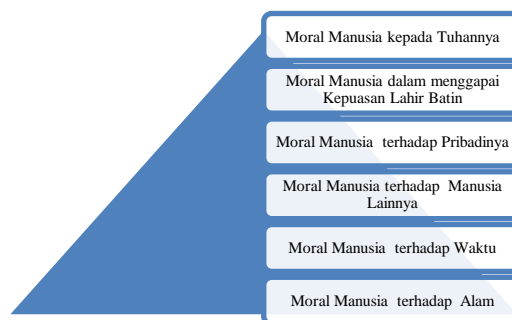 Moral Manusia kepada Tuhannya
Moral Manusia dalam menggapai
Kepuasan Lahir Batin
Moral Manusia terhadap Pribadinya
Moral Manusia terhadap Manusia
Lainnya
Moral Manusia terhadap Waktu
Moral Manusia terhadap Alam